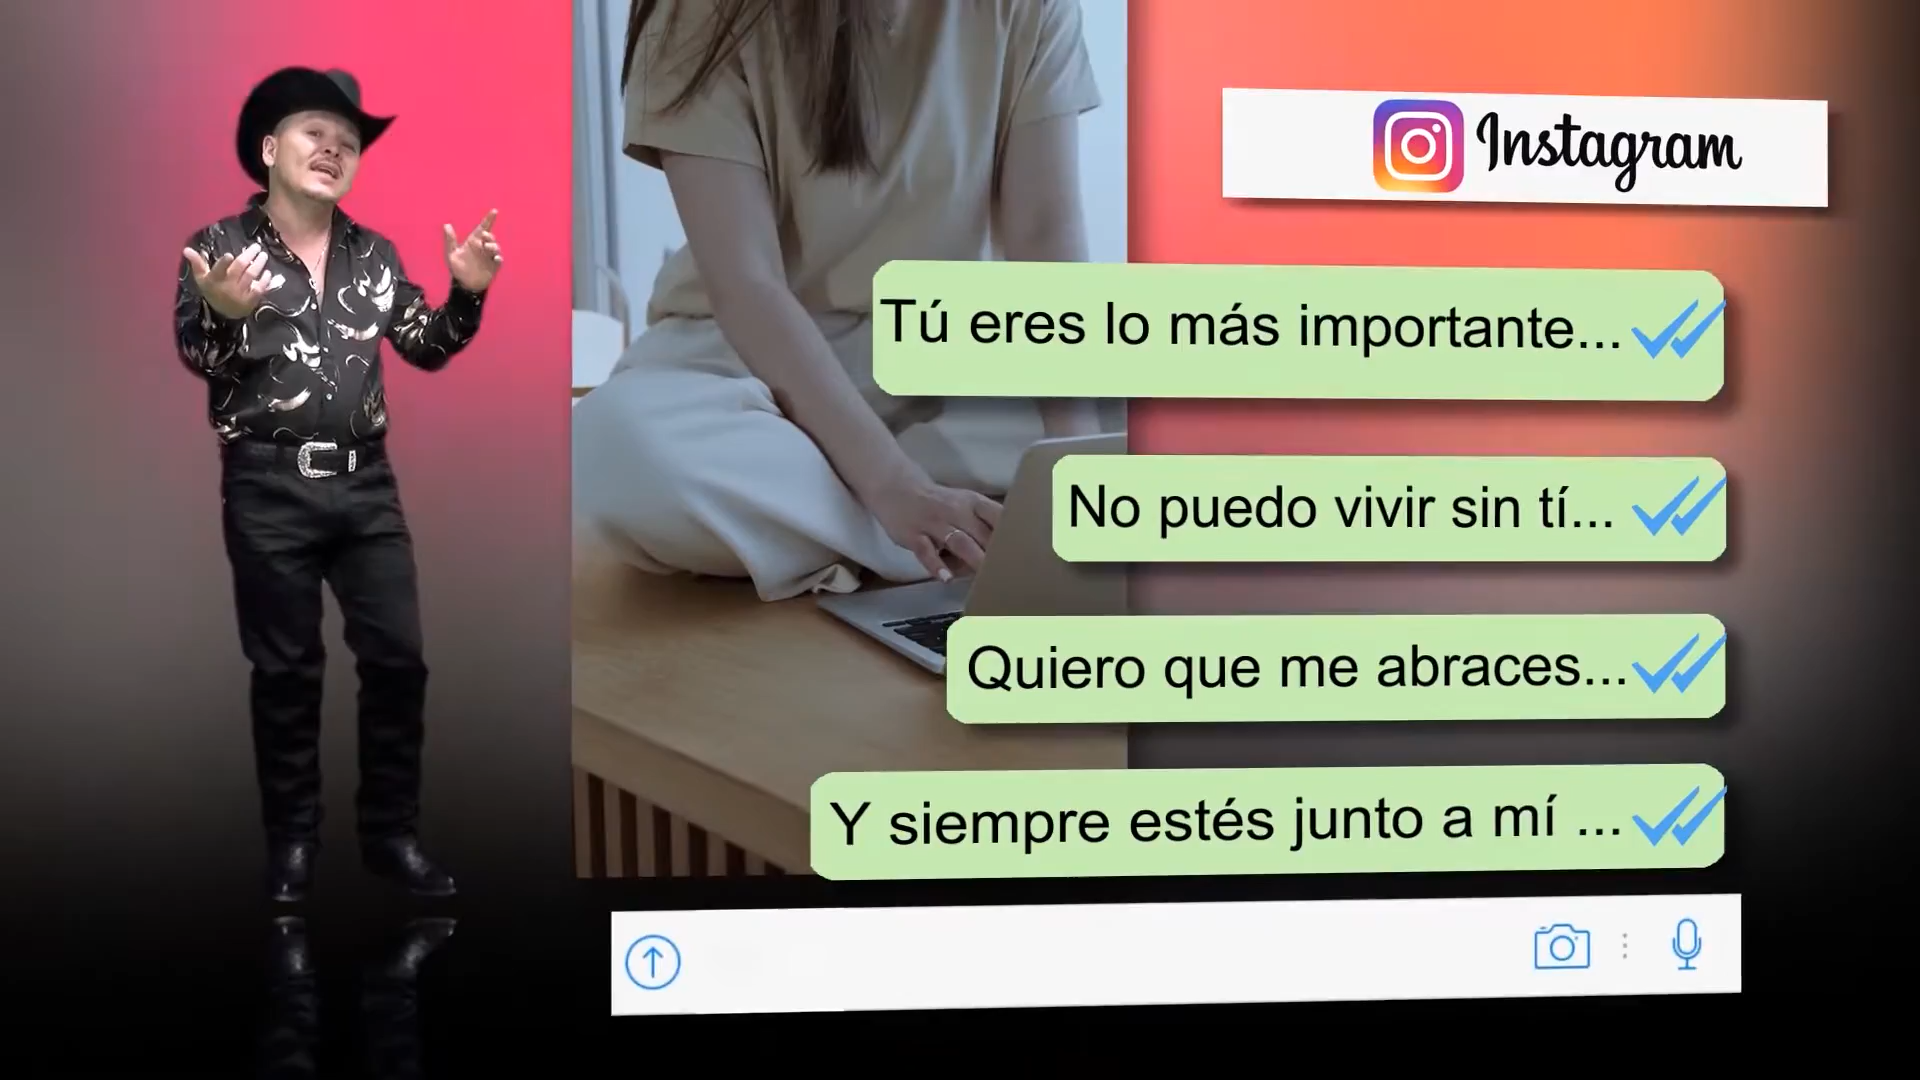 Instagram
Tú eres lo más importante...
No puedo vivir sin tí...
Quiero que me abraces...
Y siempre estés junto a mí ...